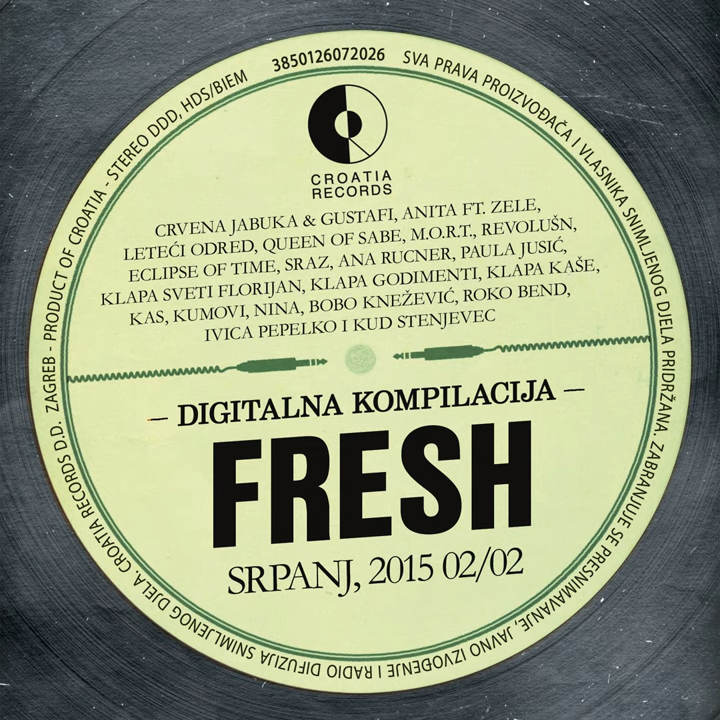 3850126072026
SVA PRAVA PROIZVOĐAČA I VLASNIKA SNIMLJENOG DJELA PRIDRŽANA. ZABRANJUJE SE PRESNIMAVANJE, JAVNO IZVOĐENJE I RADIO DIFUZIJA SNIMLJENOG DJELA. CROATIA RECORDS D.D. ZAGREB - PRODUCT OF CROATIA - STEREO DDD, HDS/BIEM
CROATIA
RECORDS
CRVENA JABUKA & GUSTAFI, ANITA FT. ZELE,
LETEĆI ODRED, QUEEN OF SABE, M.O.R.T., REVOLUŠN,
ECLIPSE OF TIME, SRAZ, ANA RUCNER, PAULA JUSIĆ,
KLAPA SVETI FLORIJAN, KLAPA GODIMENTI, KLAPA KAŠE,
KAS, KUMOVI, NINA, BOBO KNEŽEVIĆ, ROKO BEND,
IVICA PEPELKO I KUD STENJEVEC
— DIGITALNA KOMPILACIJA —
FRESH
SRPANJ, 2015 02/02